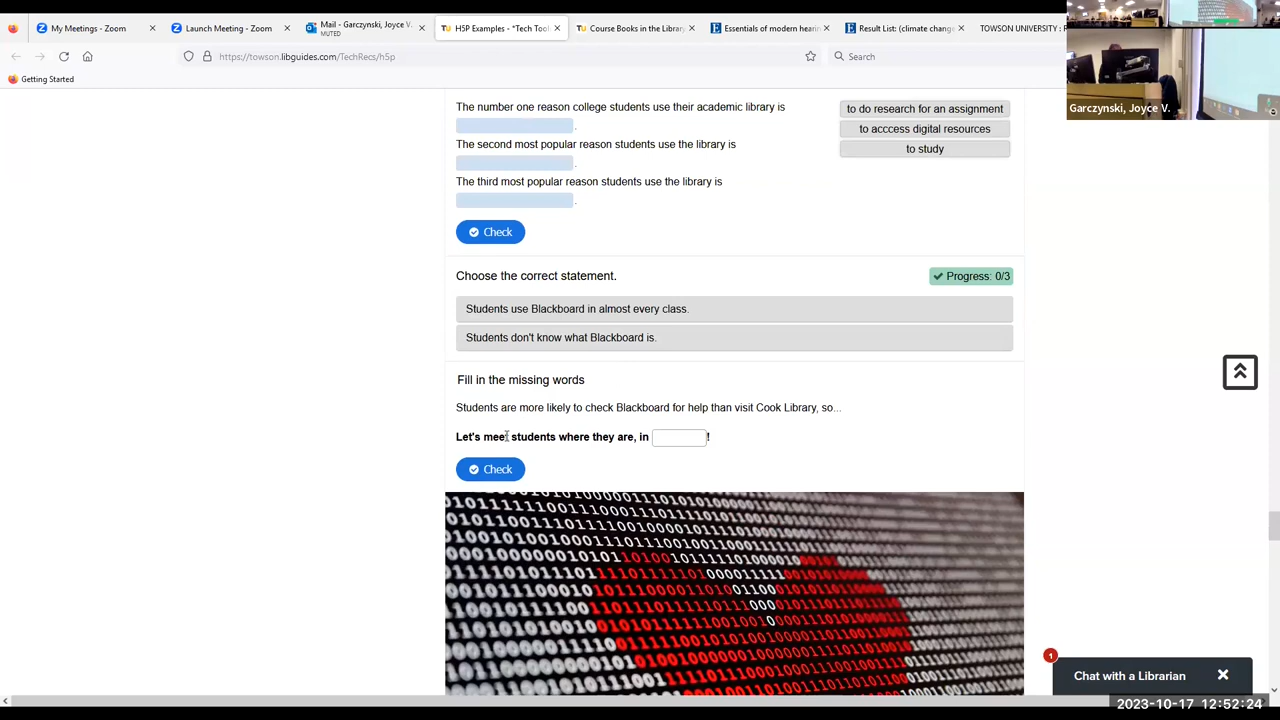 My Meetings - Zoom
Launch Meeting - Zoom
Mail - Garczynski, Joyce V.
MUTED
H5P Examples - *Tech Tool
Course Books in the Library
Essentials of modern hearin
Result List: (climate change
TOWSON UNIVERSITY :
https://towson.libguides.com/TechRect/h5p
Search
Getting Started
Garczynski, Joyce V.
The number one reason college students use their academic library is
.
The second most popular reason students use the library is
.
The third most popular reason students use the library is
.
to do research for an assignment
to acccess digital resources
to study
Check
Choose the correct statement.
Progress: 0/3
Students use Blackboard in almost every class.
Students don't know what Blackboard is.
Fill in the missing words
Students are more likely to check Blackboard for help than visit Cook Library, so...
Let's meet students where they are, in !
Check
1
Chat with a Librarian
2023-10-17 12:52:24